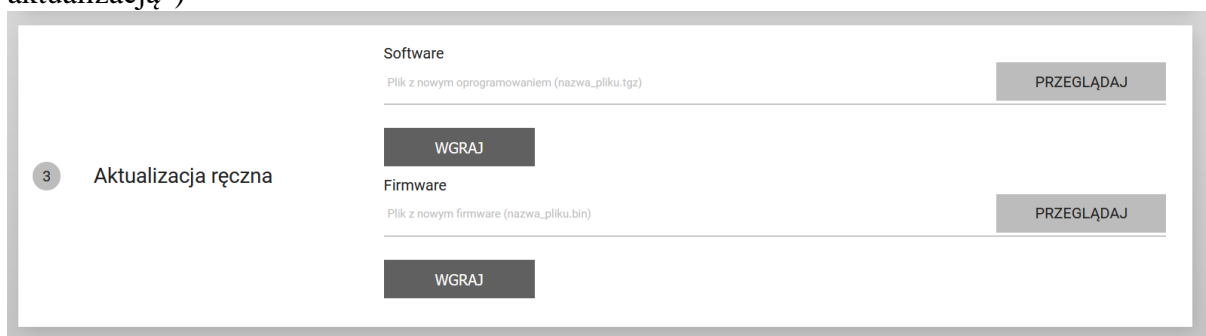 aktualizacją")
Software
Plik z nowym oprogramowaniem (nazwa_pliku.tgz)
PRZEGLĄDAJ
WGRAJ
3 Aktualizacja ręczna
Firmware
Plik z nowym firmware (nazwa_pliku.bin)
PRZEGLĄDAJ
WGRAJ